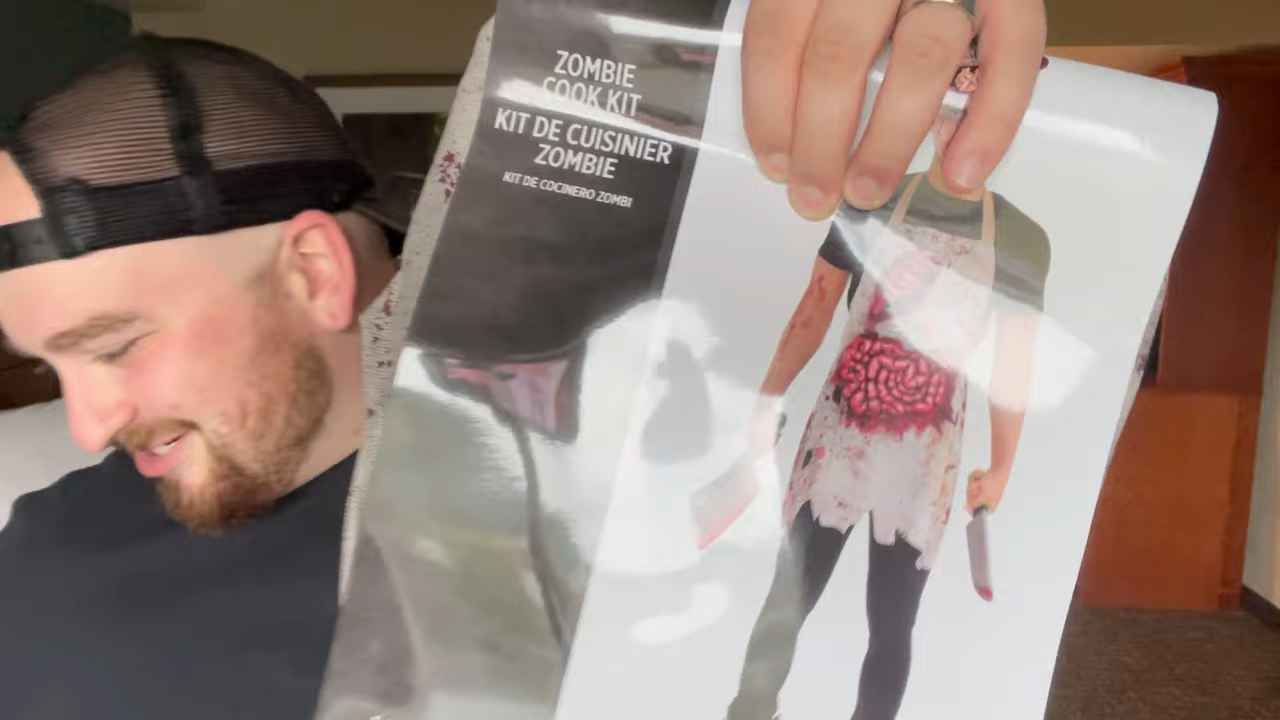 ZOMBIE
COOK KIT
KIT DE CUISINIER
ZOMBIE
KIT DE COCINERO ZOMBI